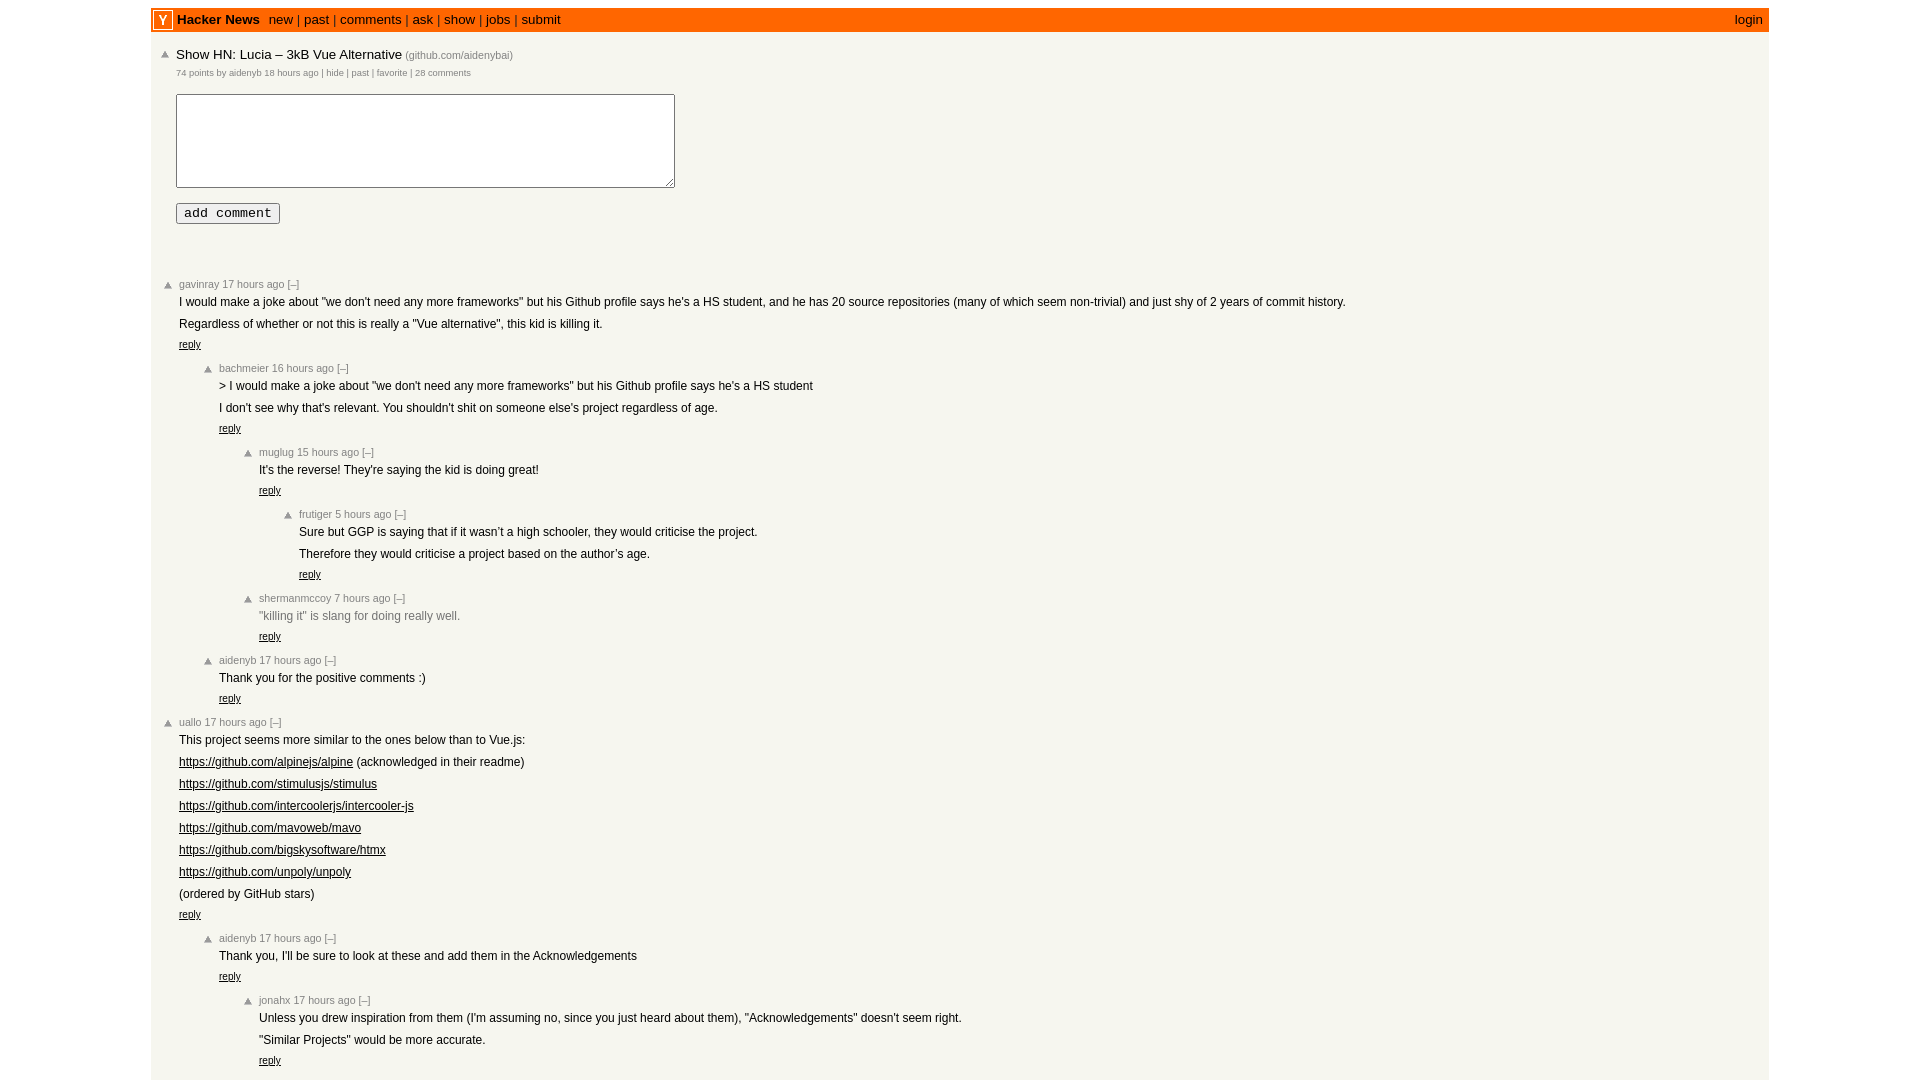 Y Hacker News new | past | comments | ask | show | jobs | submit login
Show HN: Lucia – 3kB Vue Alternative (github.com/aidenybai)
74 points by aidenyb 18 hours ago | hide | past | favorite | 28 comments
add comment
gavinray 17 hours ago [–]
I would make a joke about "we don't need any more frameworks" but his Github profile says he's a HS student, and he has 20 source repositories (many of which seem non-trivial) and just shy of 2 years of commit history.
Regardless of whether or not this is really a "Vue alternative", this kid is killing it.
reply
bachmeier 16 hours ago [–]
> I would make a joke about "we don't need any more frameworks" but his Github profile says he's a HS student
I don't see why that's relevant. You shouldn't shit on someone else's project regardless of age.
reply
muglug 15 hours ago [–]
It's the reverse! They're saying the kid is doing great!
reply
frutiger 5 hours ago [–]
Sure but GGP is saying that if it wasn’t a high schooler, they would criticise the project.
Therefore they would criticise a project based on the author’s age.
reply
shermanmccoy 7 hours ago [–]
"killing it" is slang for doing really well.
reply
aidenyb 17 hours ago [–]
Thank you for the positive comments :)
reply
uallo 17 hours ago [–]
This project seems more similar to the ones below than to Vue.js:
https://github.com/alpinejs/alpine (acknowledged in their readme)
https://github.com/stimulusjs/stimulus
https://github.com/intercoolerjs/intercooler-js
https://github.com/mavoweb/mavo
https://github.com/bigskysoftware/htmx
https://github.com/unpoly/unpoly
(ordered by GitHub stars)
reply
aidenyb 17 hours ago [–]
Thank you, I'll be sure to look at these and add them in the Acknowledgements
reply
jonahx 17 hours ago [–]
Unless you drew inspiration from them (I'm assuming no, since you just heard about them), "Acknowledgements" doesn't seem right.
"Similar Projects" would be more accurate.
reply